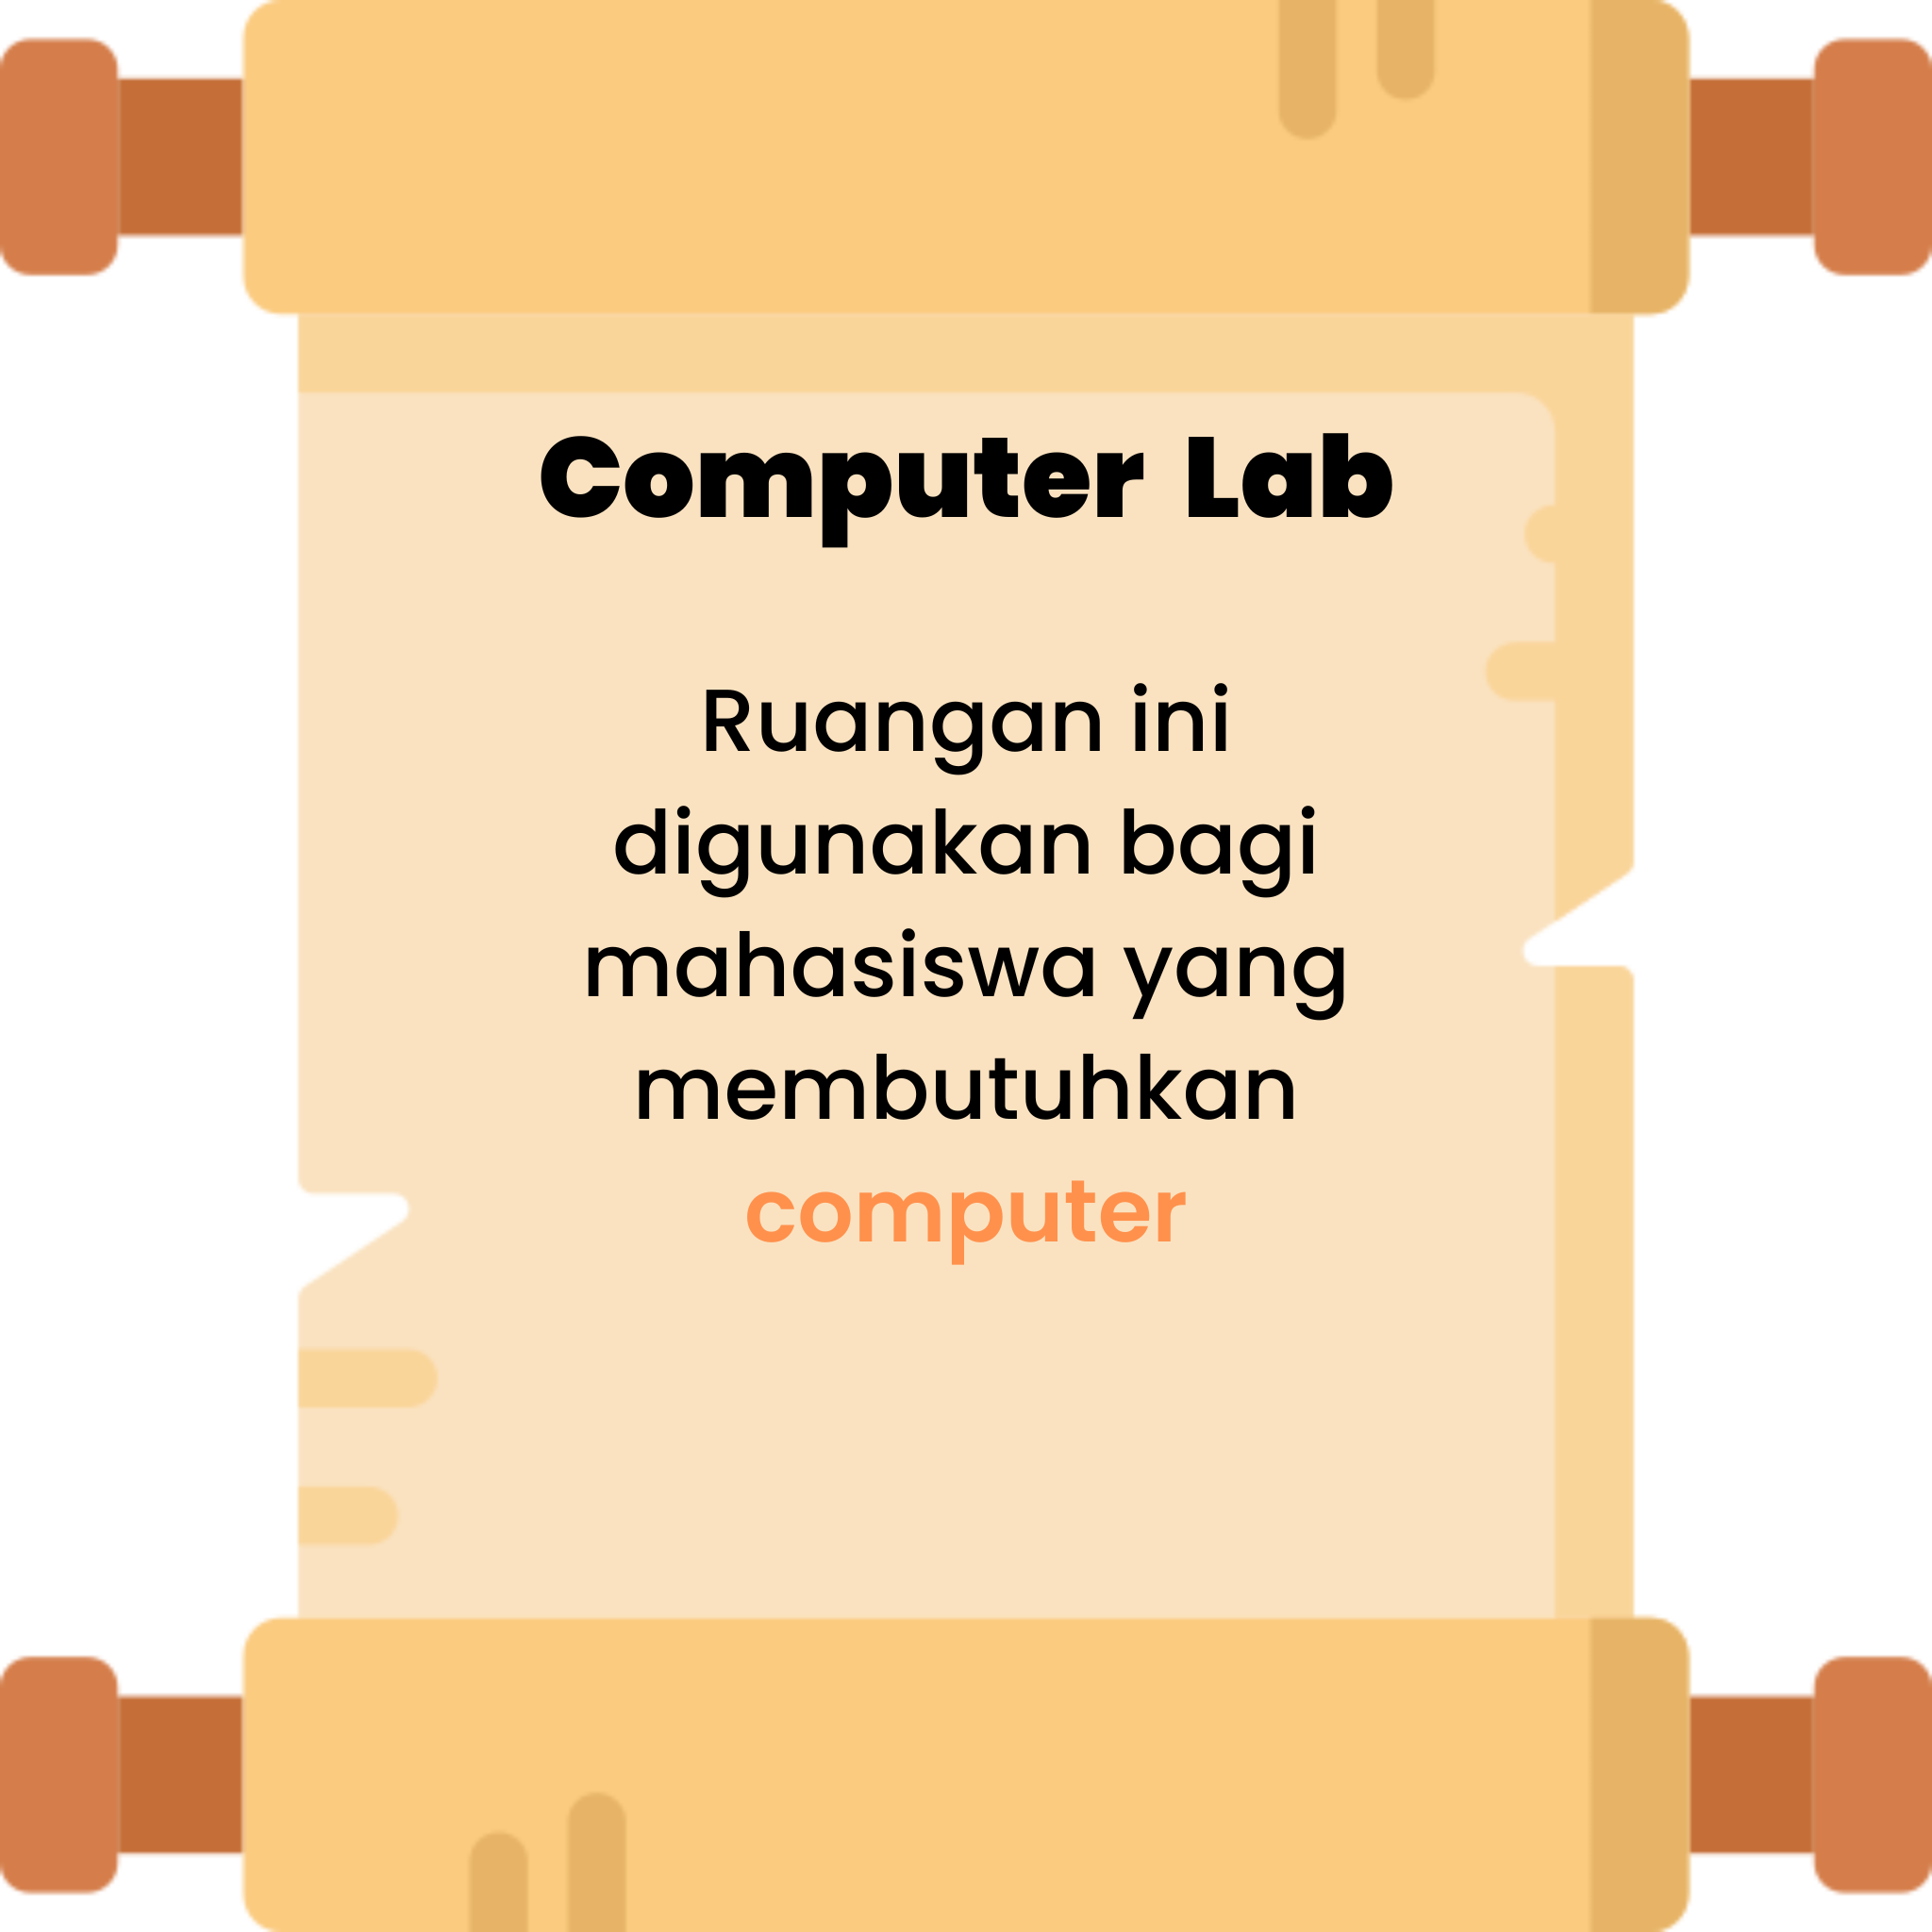 Computer Lab
Ruangan ini
digunakan bagi
mahasiswa yang
membutuhkan
computer